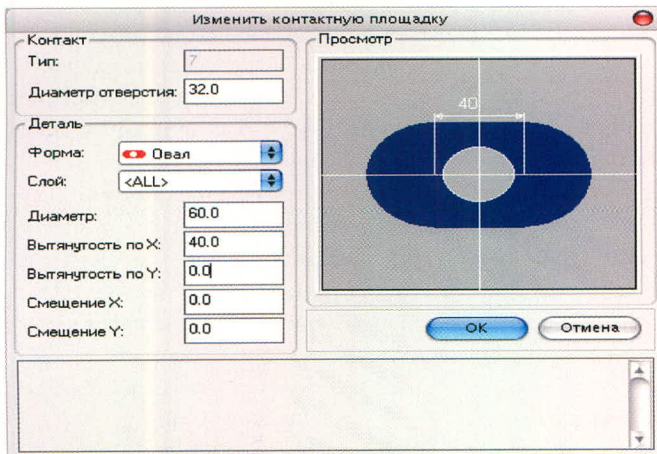 Изменить контактную площадку
Контакт
Тип: 7
Диаметр отверстия: 32.0
Деталь
Форма: Овал
Слой: <ALL>
Диаметр: 60.0
Вытянутость по X: 40.0
Вытянутость по Y: 0.0
Смещение X: 0.0
Смещение Y: 0.0
Просмотр
40
OK
Отмена